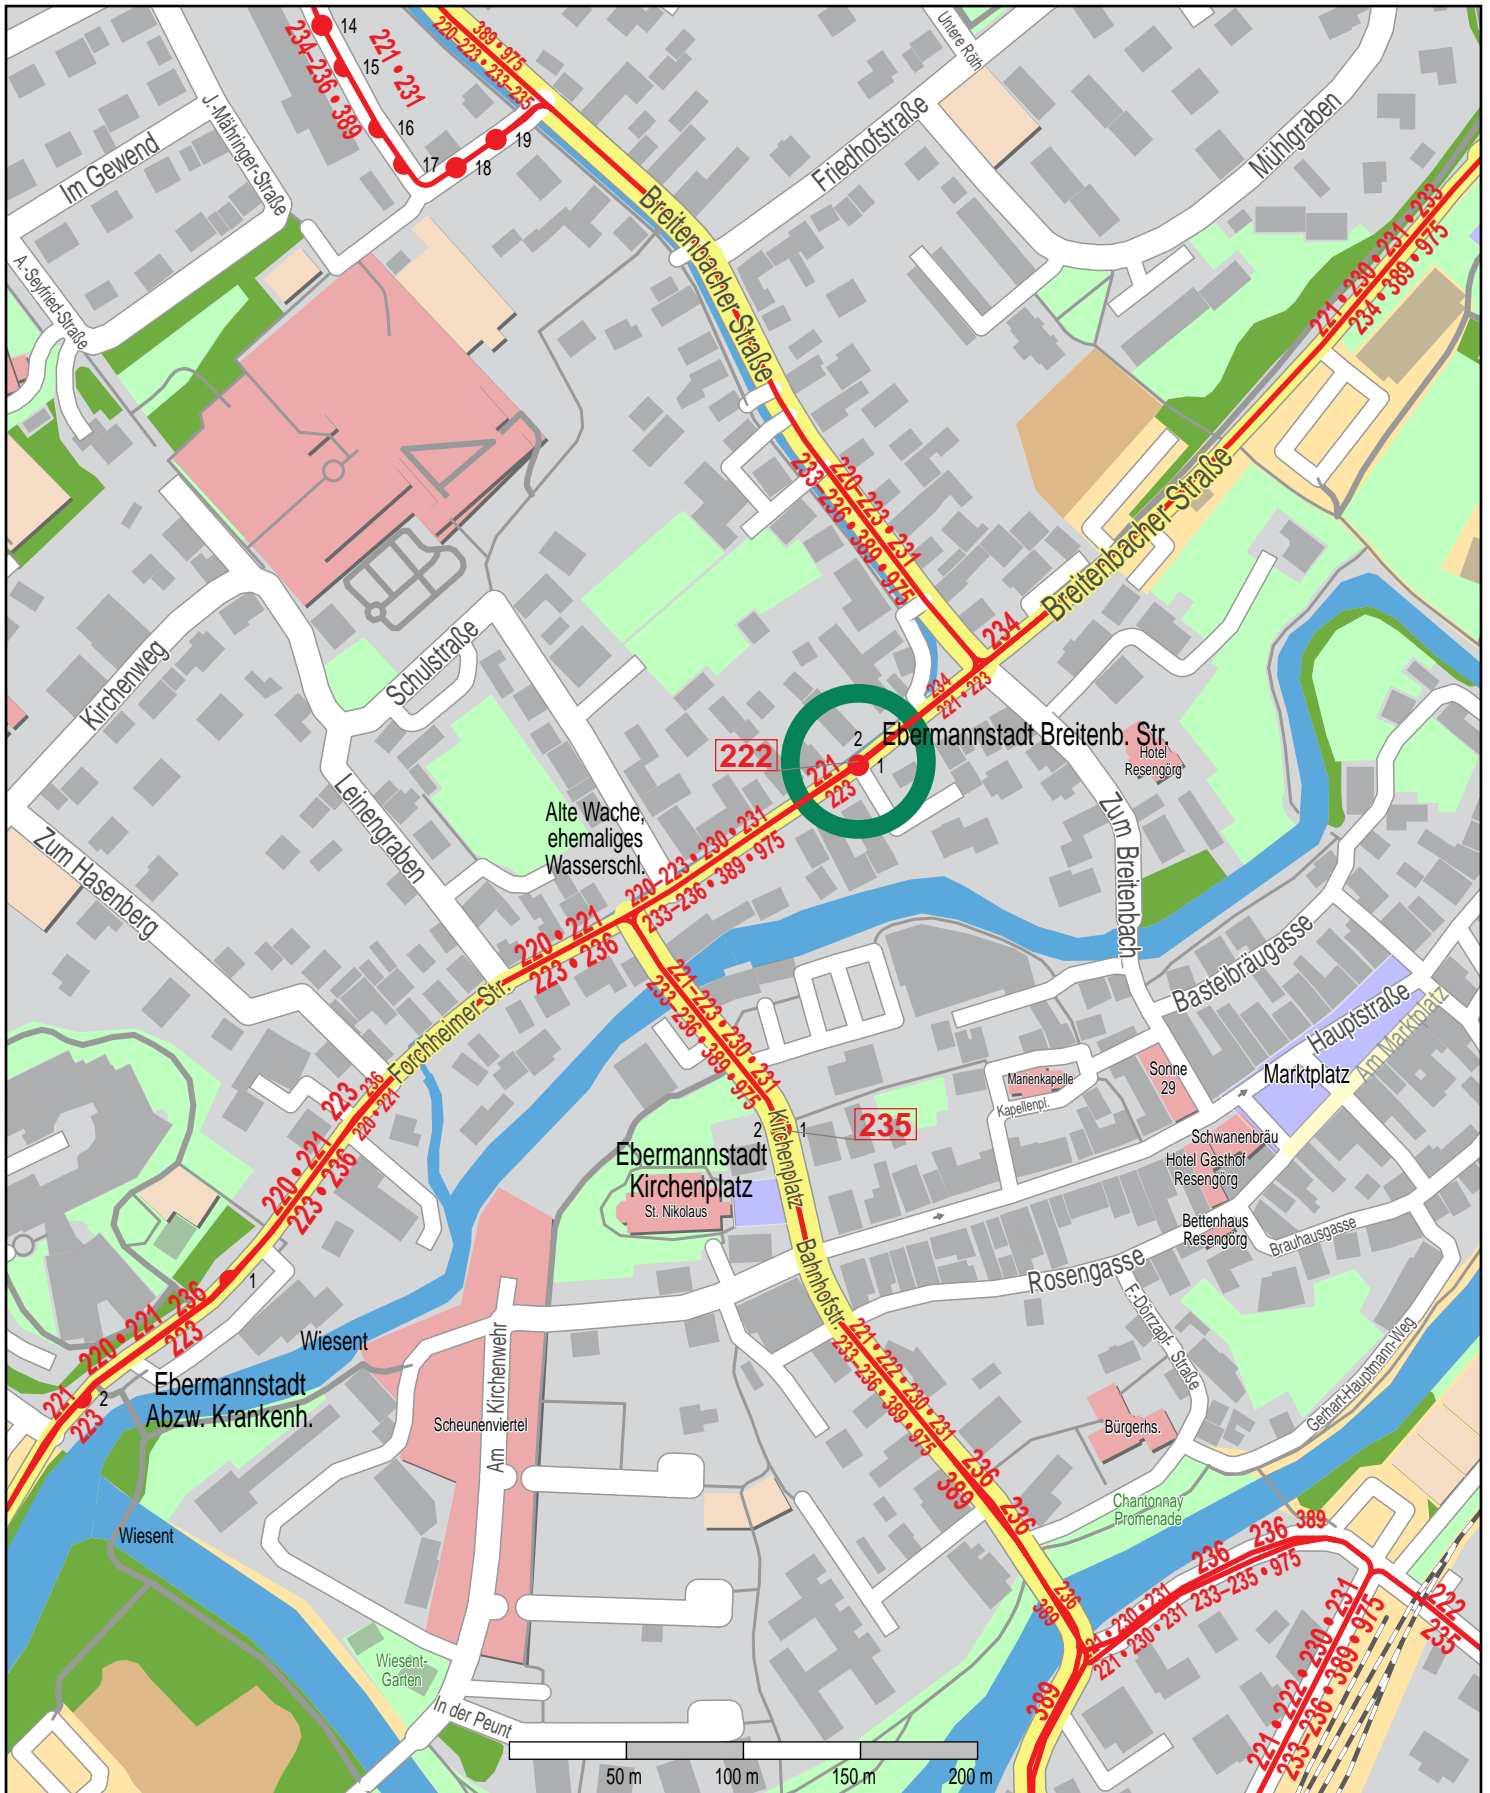 14
234–236 • 389
221 • 231
15
16
17
18
19
389 • 975
220–223 • 233–235
Untere Röth
J.-Mähringer-Straße
Im Gewend
Friedhofstraße
Mühlgraben
A.-Seyfried-Straße
Breitenbacher Straße
221 • 230 • 231 • 233
234 • 389 • 975
220–223 • 231
233–236 • 389 • 975
Breitenbacher Straße
234
234
221 • 223
Kirchenweg
Schulstraße
222
2
1
Ebermannstadt Breitenb. Str.
Hotel
Resengörg
221
223
Leinengraben
Alte Wache,
ehemaliges
Wasserschl.
Zum Breitenbach
Zum Hasenberg
220–223 • 230 • 231
233–236 • 389 • 975
220 • 221
223 • 236
Forchheimer Str.
Basteibräugasse
Hauptstraße
Am Marktplatz
Marktplatz
221–223 • 230 • 231
233–236 • 389 • 975
Sonne
29
Marienkapelle
Kapellenpl.
223
236
220 • 221
220 • 221
223 • 236
235
2
1
Kirchenplatz
Ebermannstadt
Kirchenplatz
St. Nikolaus
Schwanenbräu
Hotel Gasthof
Resengörg
Bettenhaus
Resengörg
Brauhausgasse
Rosengasse
Bahnhofstr.
F.-Dörrzapf- Straße
Gerhart-Hauptmann-Weg
1
220 • 221
236
223
Wiesent
221
223
2
Ebermannstadt
Abzw. Krankenh.
Am Kirchenwehr
Scheunenviertel
221 • 222 • 230 • 231
233–236 • 389 • 975
Bürgerhs.
236
389
236
Chantonnay
Promenade
Wiesent
236
389
236
236
389
221 • 230 • 231
233–235 • 975
221 • 230 • 231
222
235
221 • 222 • 230 • 231
233–236 • 389 • 975
389
Wiesent-
Garten
In der Peunt
50 m
100 m
150 m
200 m